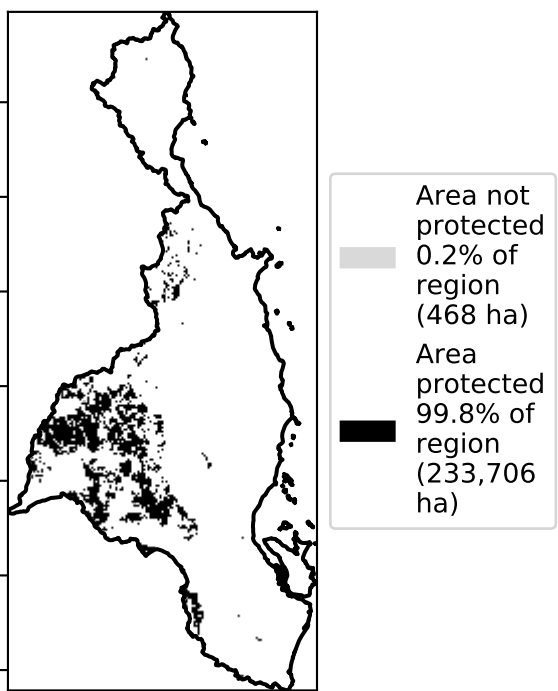 Area not
protected
0.2% of
region
(468 ha)
Area
protected
99.8% of
region
(233,706
ha)